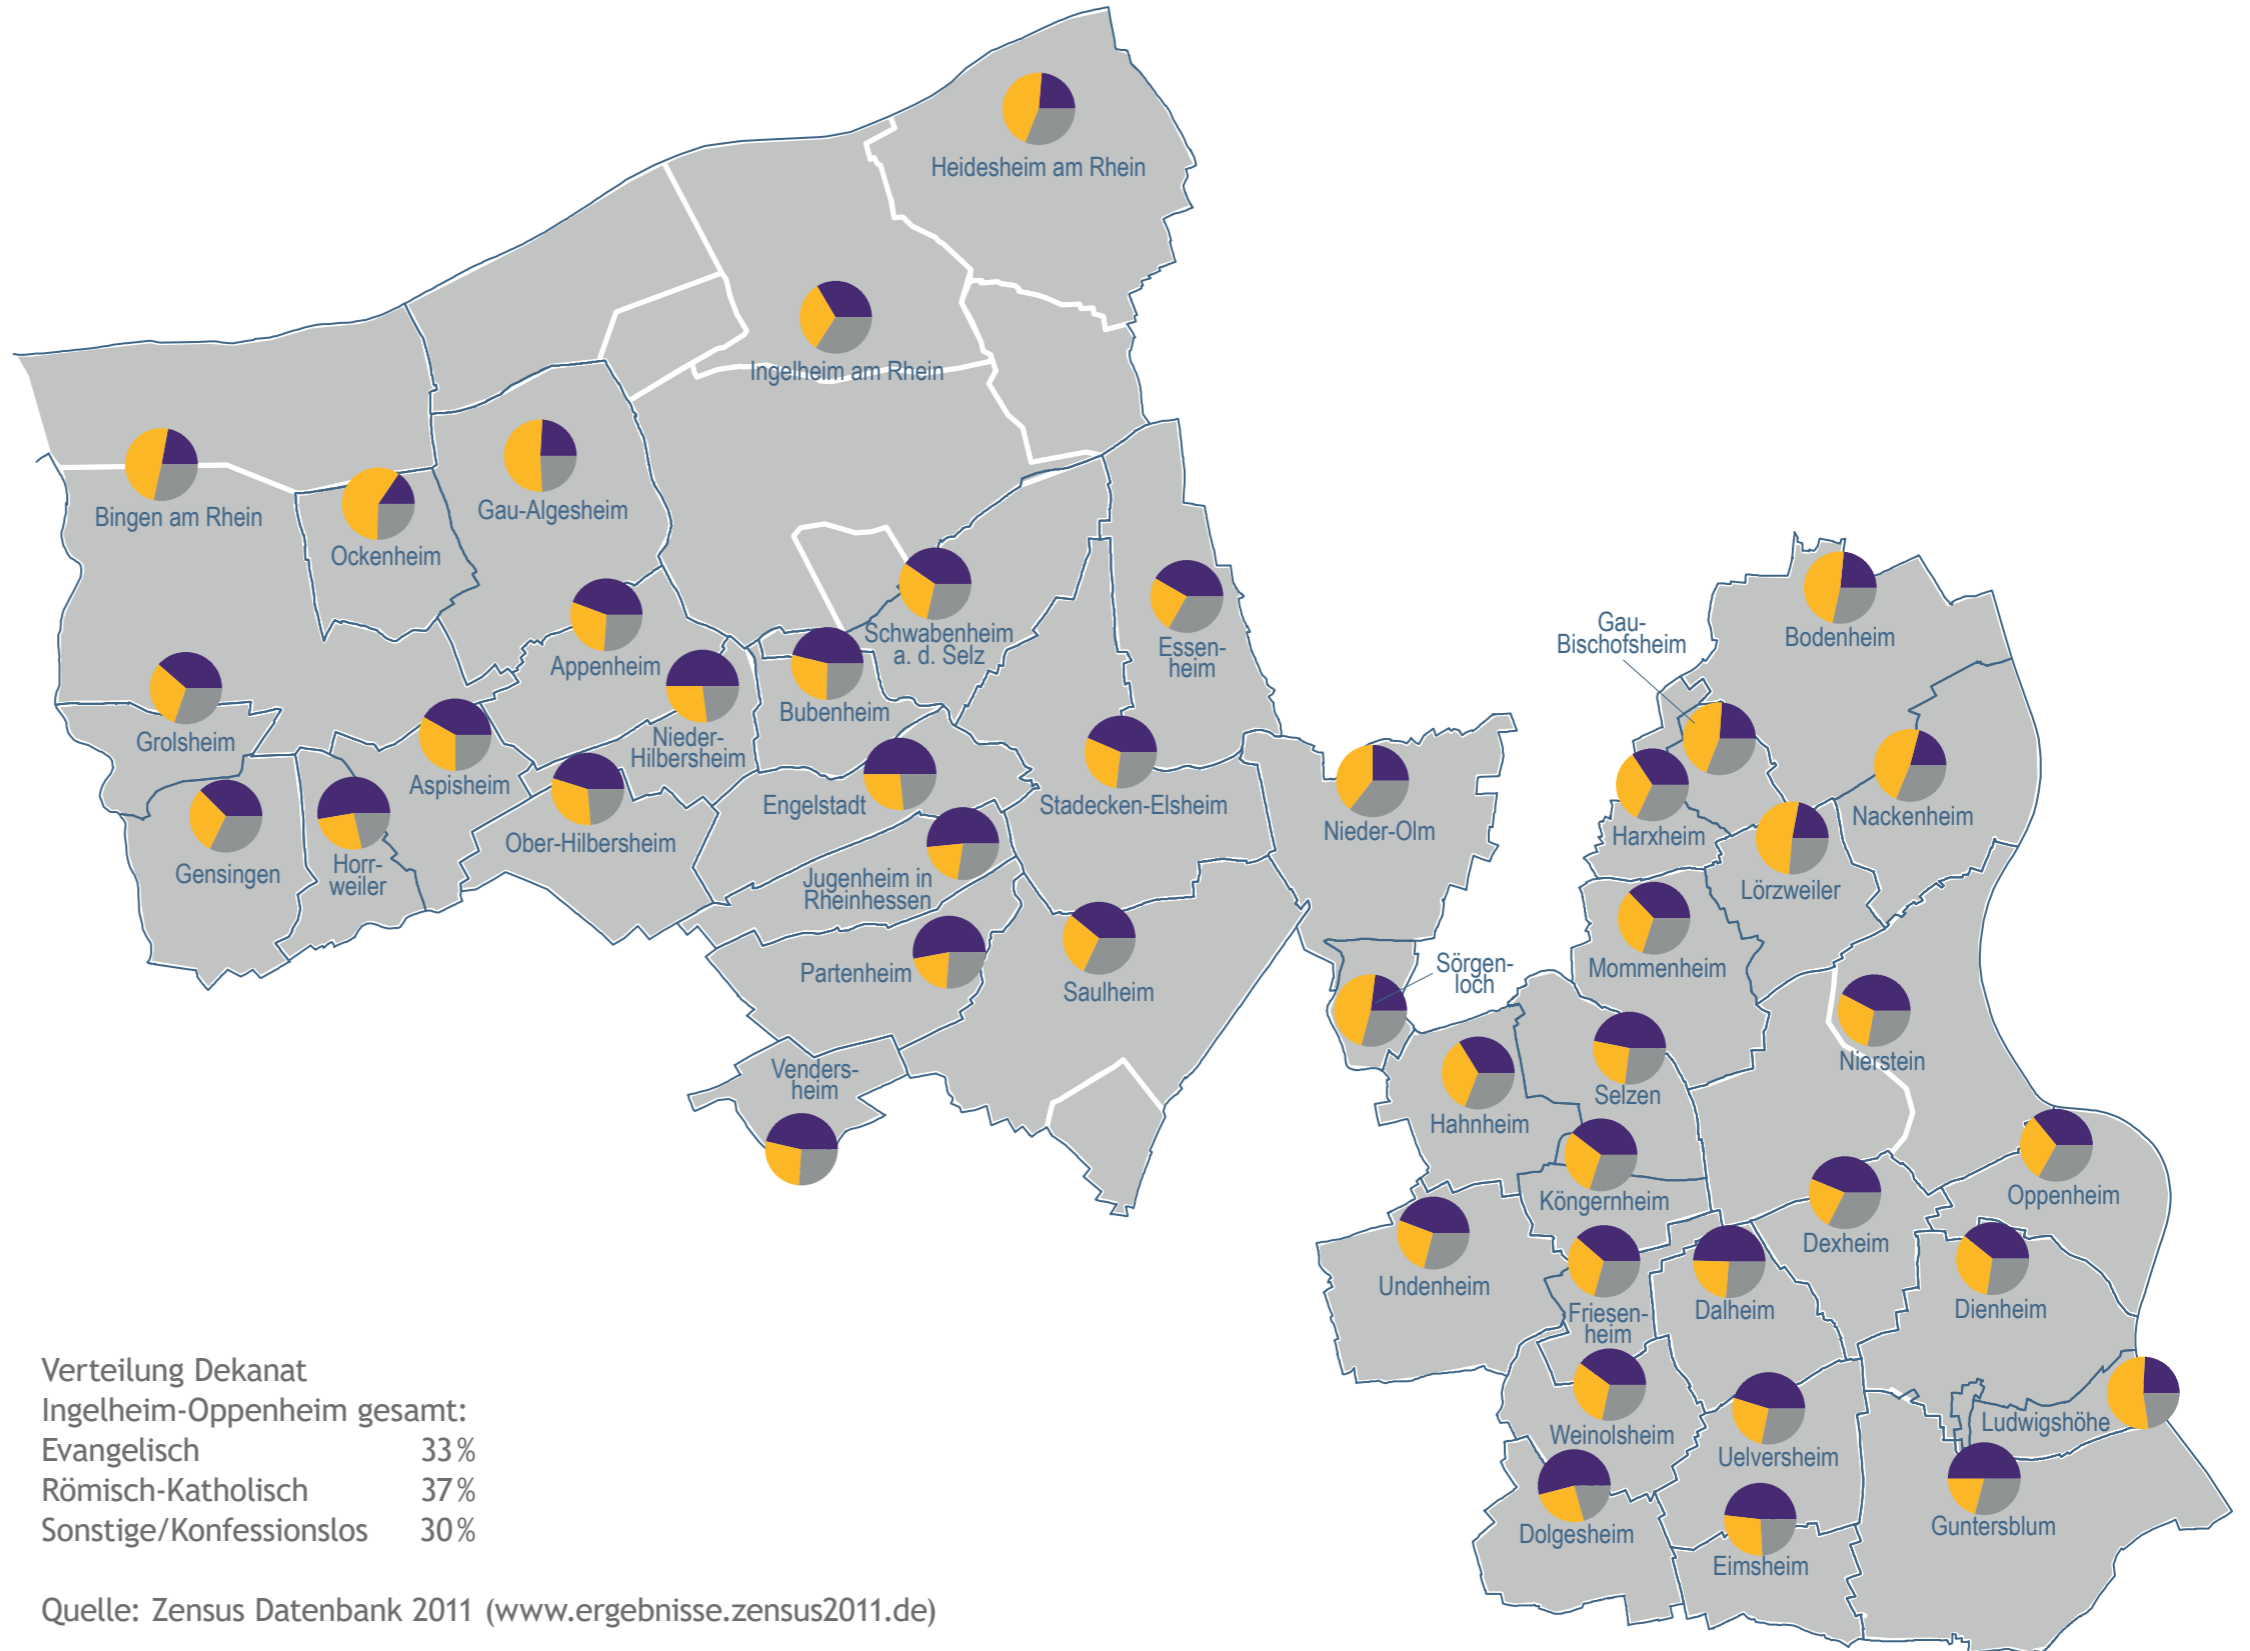 Heidesheim am Rhein
Ingelheim am Rhein
Bingen am Rhein
Ockenheim
Gau-Algesheim
Appenheim
Schwabenheim
a. d. Selz
Essen-
heim
Gau-
Bischofsheim
Bodenheim
Grolsheim
Aspisheim
Nieder-
Hilbersheim
Bubenheim
Gensingen
Horr-
weiler
Ober-Hilbersheim
Engelstadt
Stadecken-Elsheim
Nieder-Olm
Harxheim
Nackenheim
Lörzweiler
Jugenheim in
Rheinhessen
Partenheim
Saulheim
Sörgen-
loch
Mommenheim
Nierstein
Venders-
heim
Hahnheim
Selzen
Köngernheim
Oppenheim
Undenheim
Friesen-
heim
Dalheim
Dexheim
Dienheim
Weinolsheim
Uelversheim
Ludwigshöhe
Dolgesheim
Eimsheim
Guntersblum
Verteilung Dekanat
Ingelheim-Oppenheim gesamt:
Evangelisch 33 %
Römisch-Katholisch 37 %
Sonstige/Konfessionslos 30 %
Quelle: Zensus Datenbank 2011 (www.ergebnisse.zensus2011.de)